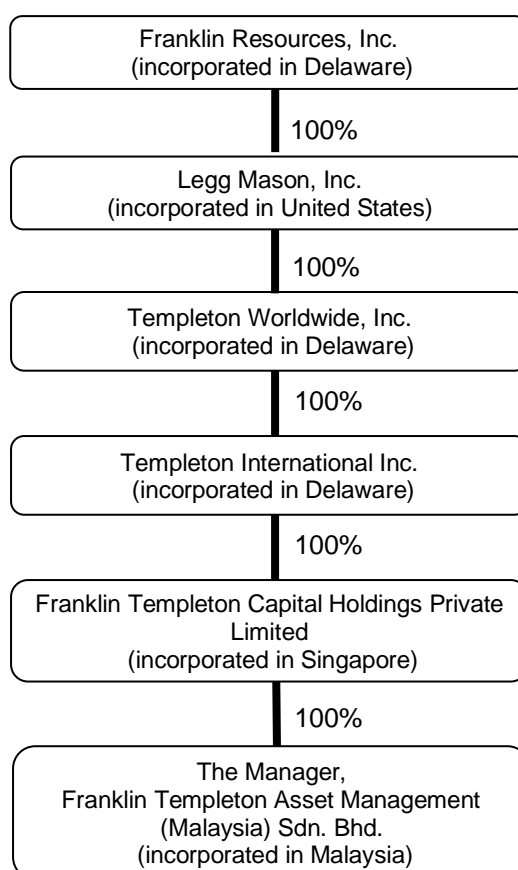 Franklin Resources, Inc.
(incorporated in Delaware)
100%
Legg Mason, Inc.
(incorporated in United States)
100%
Templeton Worldwide, Inc.
(incorporated in Delaware)
100%
Templeton International Inc.
(incorporated in Delaware)
100%
Franklin Templeton Capital Holdings Private
Limited
(incorporated in Singapore)
100%
The Manager,
Franklin Templeton Asset Management
(Malaysia) Sdn. Bhd.
(incorporated in Malaysia)